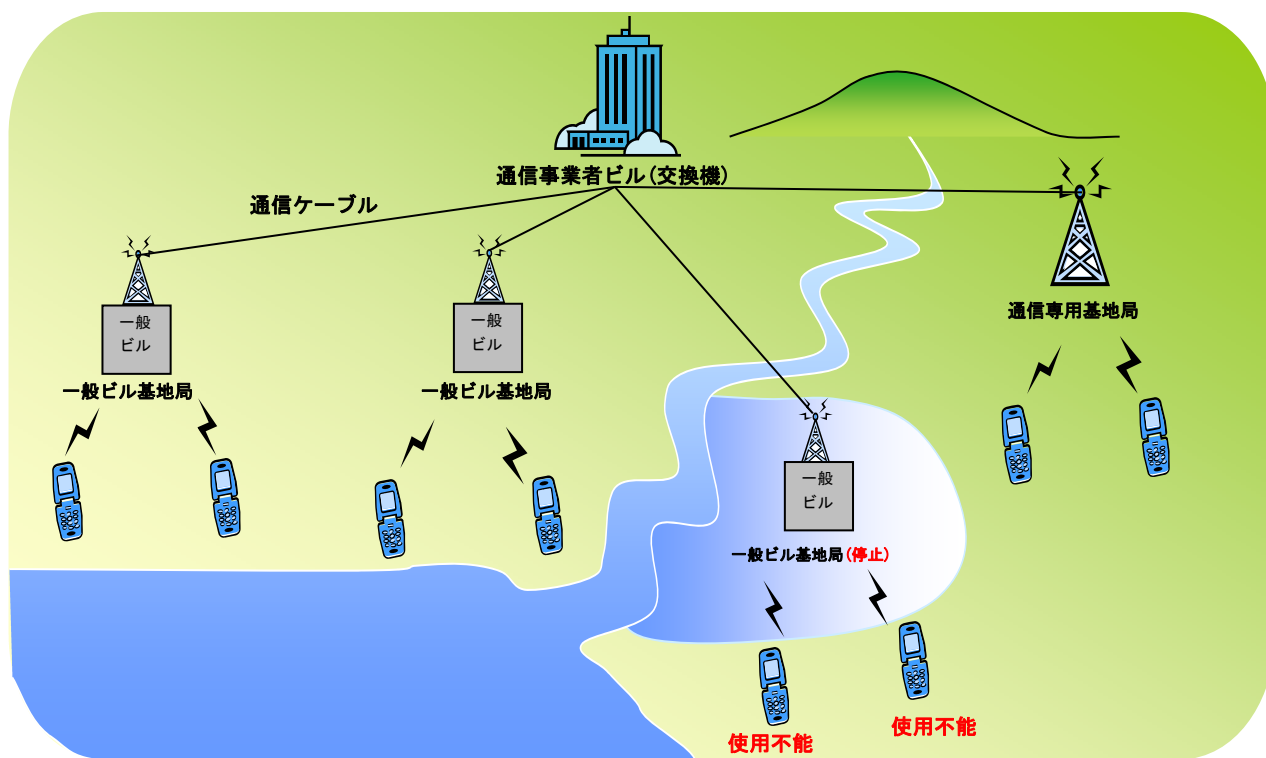 通信事業者ビル(交換機)
通信ケーブル
一般
ビル
一般ビル基地局
一般
ビル
一般ビル基地局
通信専用基地局
一般
ビル
一般ビル基地局(停止)
使用不能
使用不能